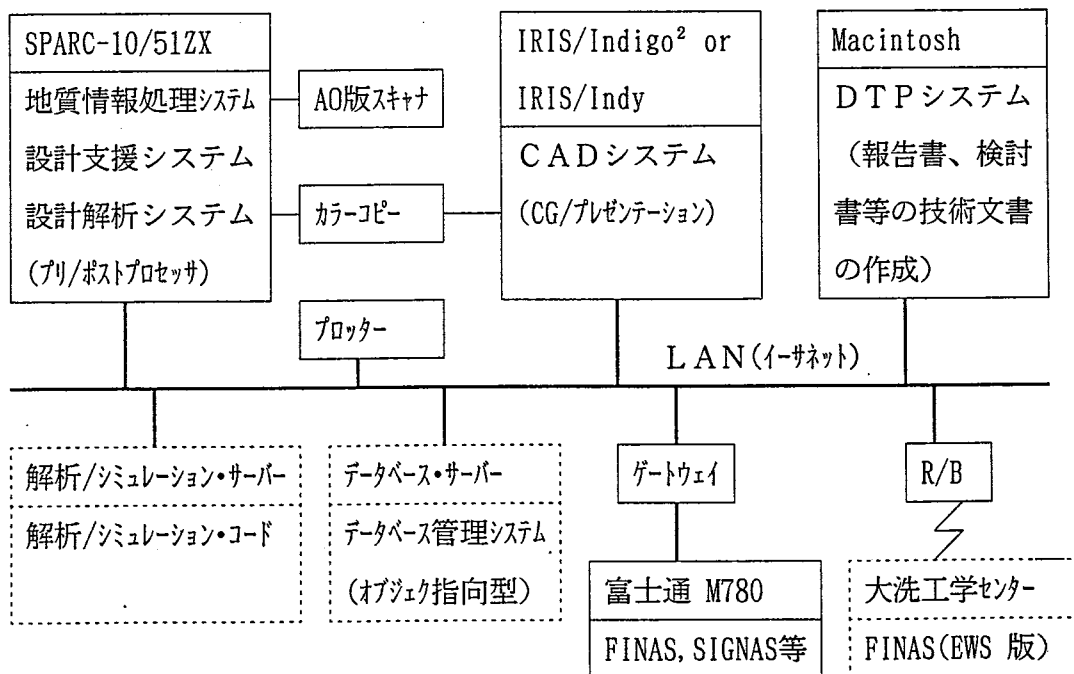 SPARC-10/51ZX
地質情報処理システム
設計支援システム
設計解析システム
(プリ/ポストプロセッサ)
A0版スキャナ
カラーコピー
プロッター
IRIS/Indigo² or
IRIS/Indy
CADシステム
(CG/プレゼンテーション)
Macintosh
DTPシステム
(報告書、検討
書等の技術文書
の作成)
LAN(イーサネット)
解析/シミュレーション・サーバー
解析/シミュレーション・コード
データベース・サーバー
データベース管理システム
(オブジェク指向型)
ゲートウェイ
富士通 M780
FINAS, SIGNAS等
R/B
大洗工学センター
FINAS(EWS 版)